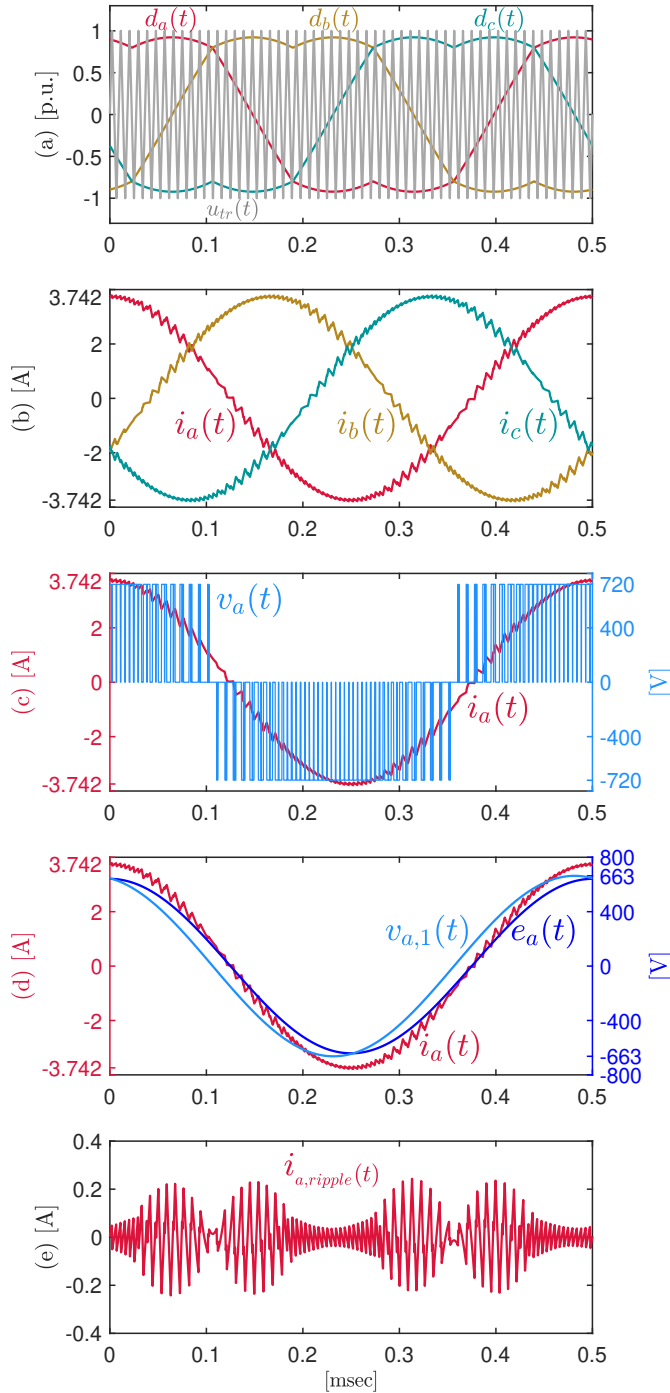 d_a(t) d_b(t) d_c(t)
1
0.5
0
-0.5
-1
(a) [p.u.]
u_{tr}(t)
0 0.1 0.2 0.3 0.4 0.5
3.742
2
0
-2
-3.742
(b) [A]
i_a(t) i_b(t) i_c(t)
0 0.1 0.2 0.3 0.4 0.5
3.742 720
2 400
0 0
-2 -400
-3.742 -720
(c) [A]
[V]
v_a(t)
i_a(t)
0 0.1 0.2 0.3 0.4 0.5
3.742 800
663
2 400
0 0
-2 -400
-3.742 -663
-800
(d) [A]
[V]
v_{a,1}(t) e_a(t)
i_a(t)
0 0.1 0.2 0.3 0.4 0.5
0.4
0.2
0
-0.2
-0.4
(e) [A]
i_{a,ripple}(t)
0 0.1 0.2 0.3 0.4 0.5
[msec]